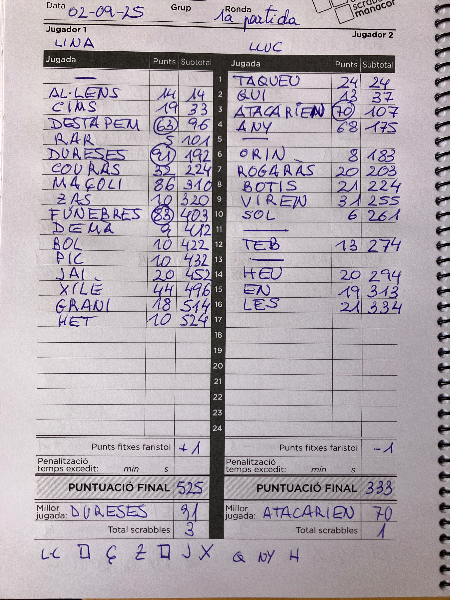 Data 02-09-25 Grup Ronda 1a partida
scrabble manacor
Jugador 1 Jugador 2
LINA LLUC
Jugada Punts Subtotal Jugada Punts Subtotal
— 1 TAQUEU 24 24
AL·LENS 14 14 2 QUI 13 37
CIMS 19 33 3 ATACARIEN 70 107
DESTAPEM 63 96 4 ANY 68 175
RAR 5 101 5 —
DURESES 91 192 6 ORIN 8 183
COURAS 32 224 7 ROGARAS 20 203
MAÇOLI 86 310 8 BOTIS 21 224
ZAS 10 320 9 VIREN 31 255
FUNEBRES 83 403 10 SOL 6 261
DEMÀ 9 412 11 —
BOL 10 422 12 TEB 13 274
PIC 10 432 13 —
JAI 20 452 14 HEU 20 294
XILE 44 496 15 EN 19 313
GRANI 18 514 16 LES 21 334
HET 10 524 17
18
19
20
21
22
23
24
Punts fitxes faristol +1 Punts fitxes faristol -1
Penalització Penalització
temps excedit: min s temps excedit: min s
PUNTUACIÓ FINAL 525 PUNTUACIÓ FINAL 333
Millor jugada: DURESES 91 Millor jugada: ATACARIEN 70
Total scrabbles 3 Total scrabbles 1
L·C □ Ç Z □ J X Q NY H